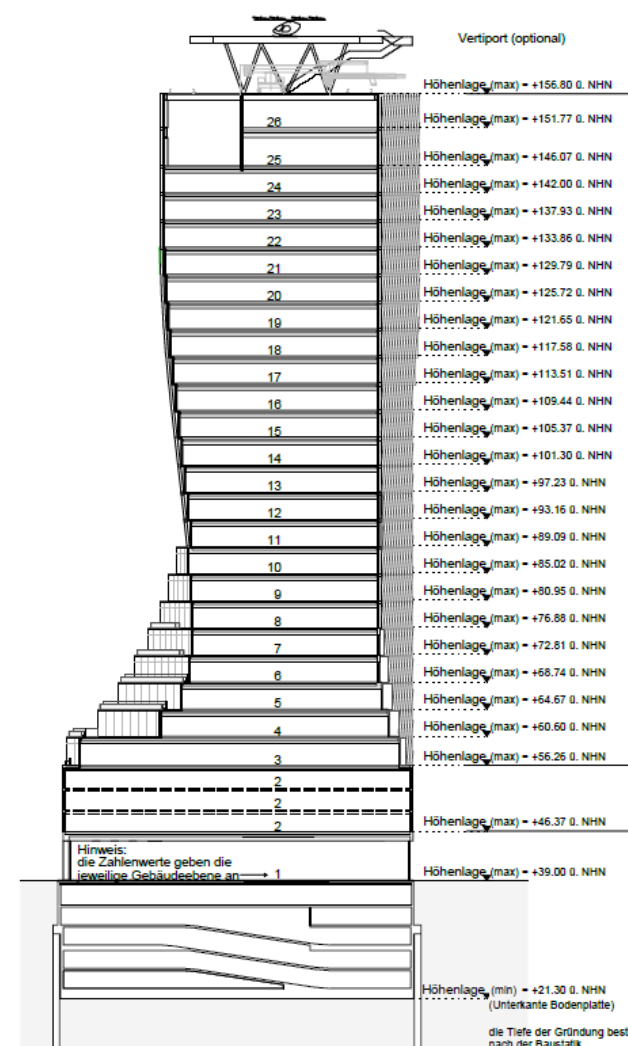 Vertiport (optional)
Höhenlage (max) = +156.80 ü. NHN
26
Höhenlage (max) = +151.77 ü. NHN
25
Höhenlage (max) = +146.07 ü. NHN
24
Höhenlage (max) = +142.00 ü. NHN
23
Höhenlage (max) = +137.93 ü. NHN
22
Höhenlage (max) = +133.86 ü. NHN
21
Höhenlage (max) = +129.79 ü. NHN
20
Höhenlage (max) = +125.72 ü. NHN
19
Höhenlage (max) = +121.65 ü. NHN
18
Höhenlage (max) = +117.58 ü. NHN
17
Höhenlage (max) = +113.51 ü. NHN
16
Höhenlage (max) = +109.44 ü. NHN
15
Höhenlage (max) = +105.37 ü. NHN
14
Höhenlage (max) = +101.30 ü. NHN
13
Höhenlage (max) = +97.23 ü. NHN
12
Höhenlage (max) = +93.16 ü. NHN
11
Höhenlage (max) = +89.09 ü. NHN
10
Höhenlage (max) = +85.02 ü. NHN
9
Höhenlage (max) = +80.95 ü. NHN
8
Höhenlage (max) = +76.88 ü. NHN
7
Höhenlage (max) = +72.81 ü. NHN
6
Höhenlage (max) = +68.74 ü. NHN
5
Höhenlage (max) = +64.67 ü. NHN
4
Höhenlage (max) = +60.60 ü. NHN
3
Höhenlage (max) = +56.26 ü. NHN
2
2
2
Höhenlage (max) = +46.37 ü. NHN
Hinweis:
die Zahlenwerte geben die
jeweilige Gebäudeebene an
1
Höhenlage (max) = +39.00 ü. NHN
Höhenlage (min) = +21.30 ü. NHN
(Unterkante Bodenplatte)
die Tiefe der Gründung best
nach der Baustatik